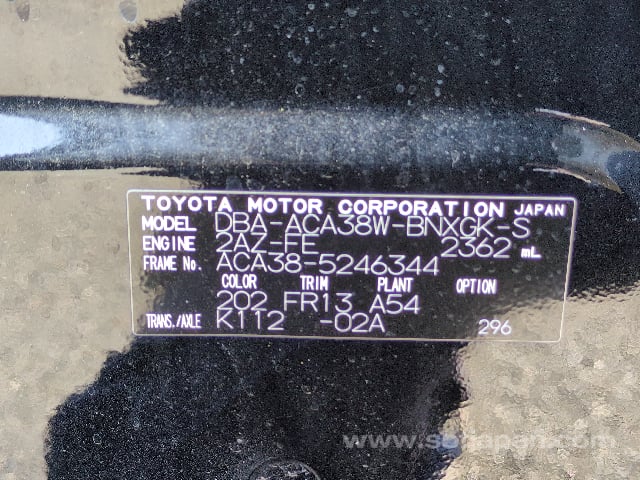 TOYOTA MOTOR CORPORATION JAPAN
MODEL DBA-ACA38W-BNXGK-S
ENGINE 2AZ-FE 2362 mL
FRAME No. ACA38-5246344
COLOR TRIM PLANT OPTION
202 FR13 A54
TRANS./AXLE K112 -02A 296